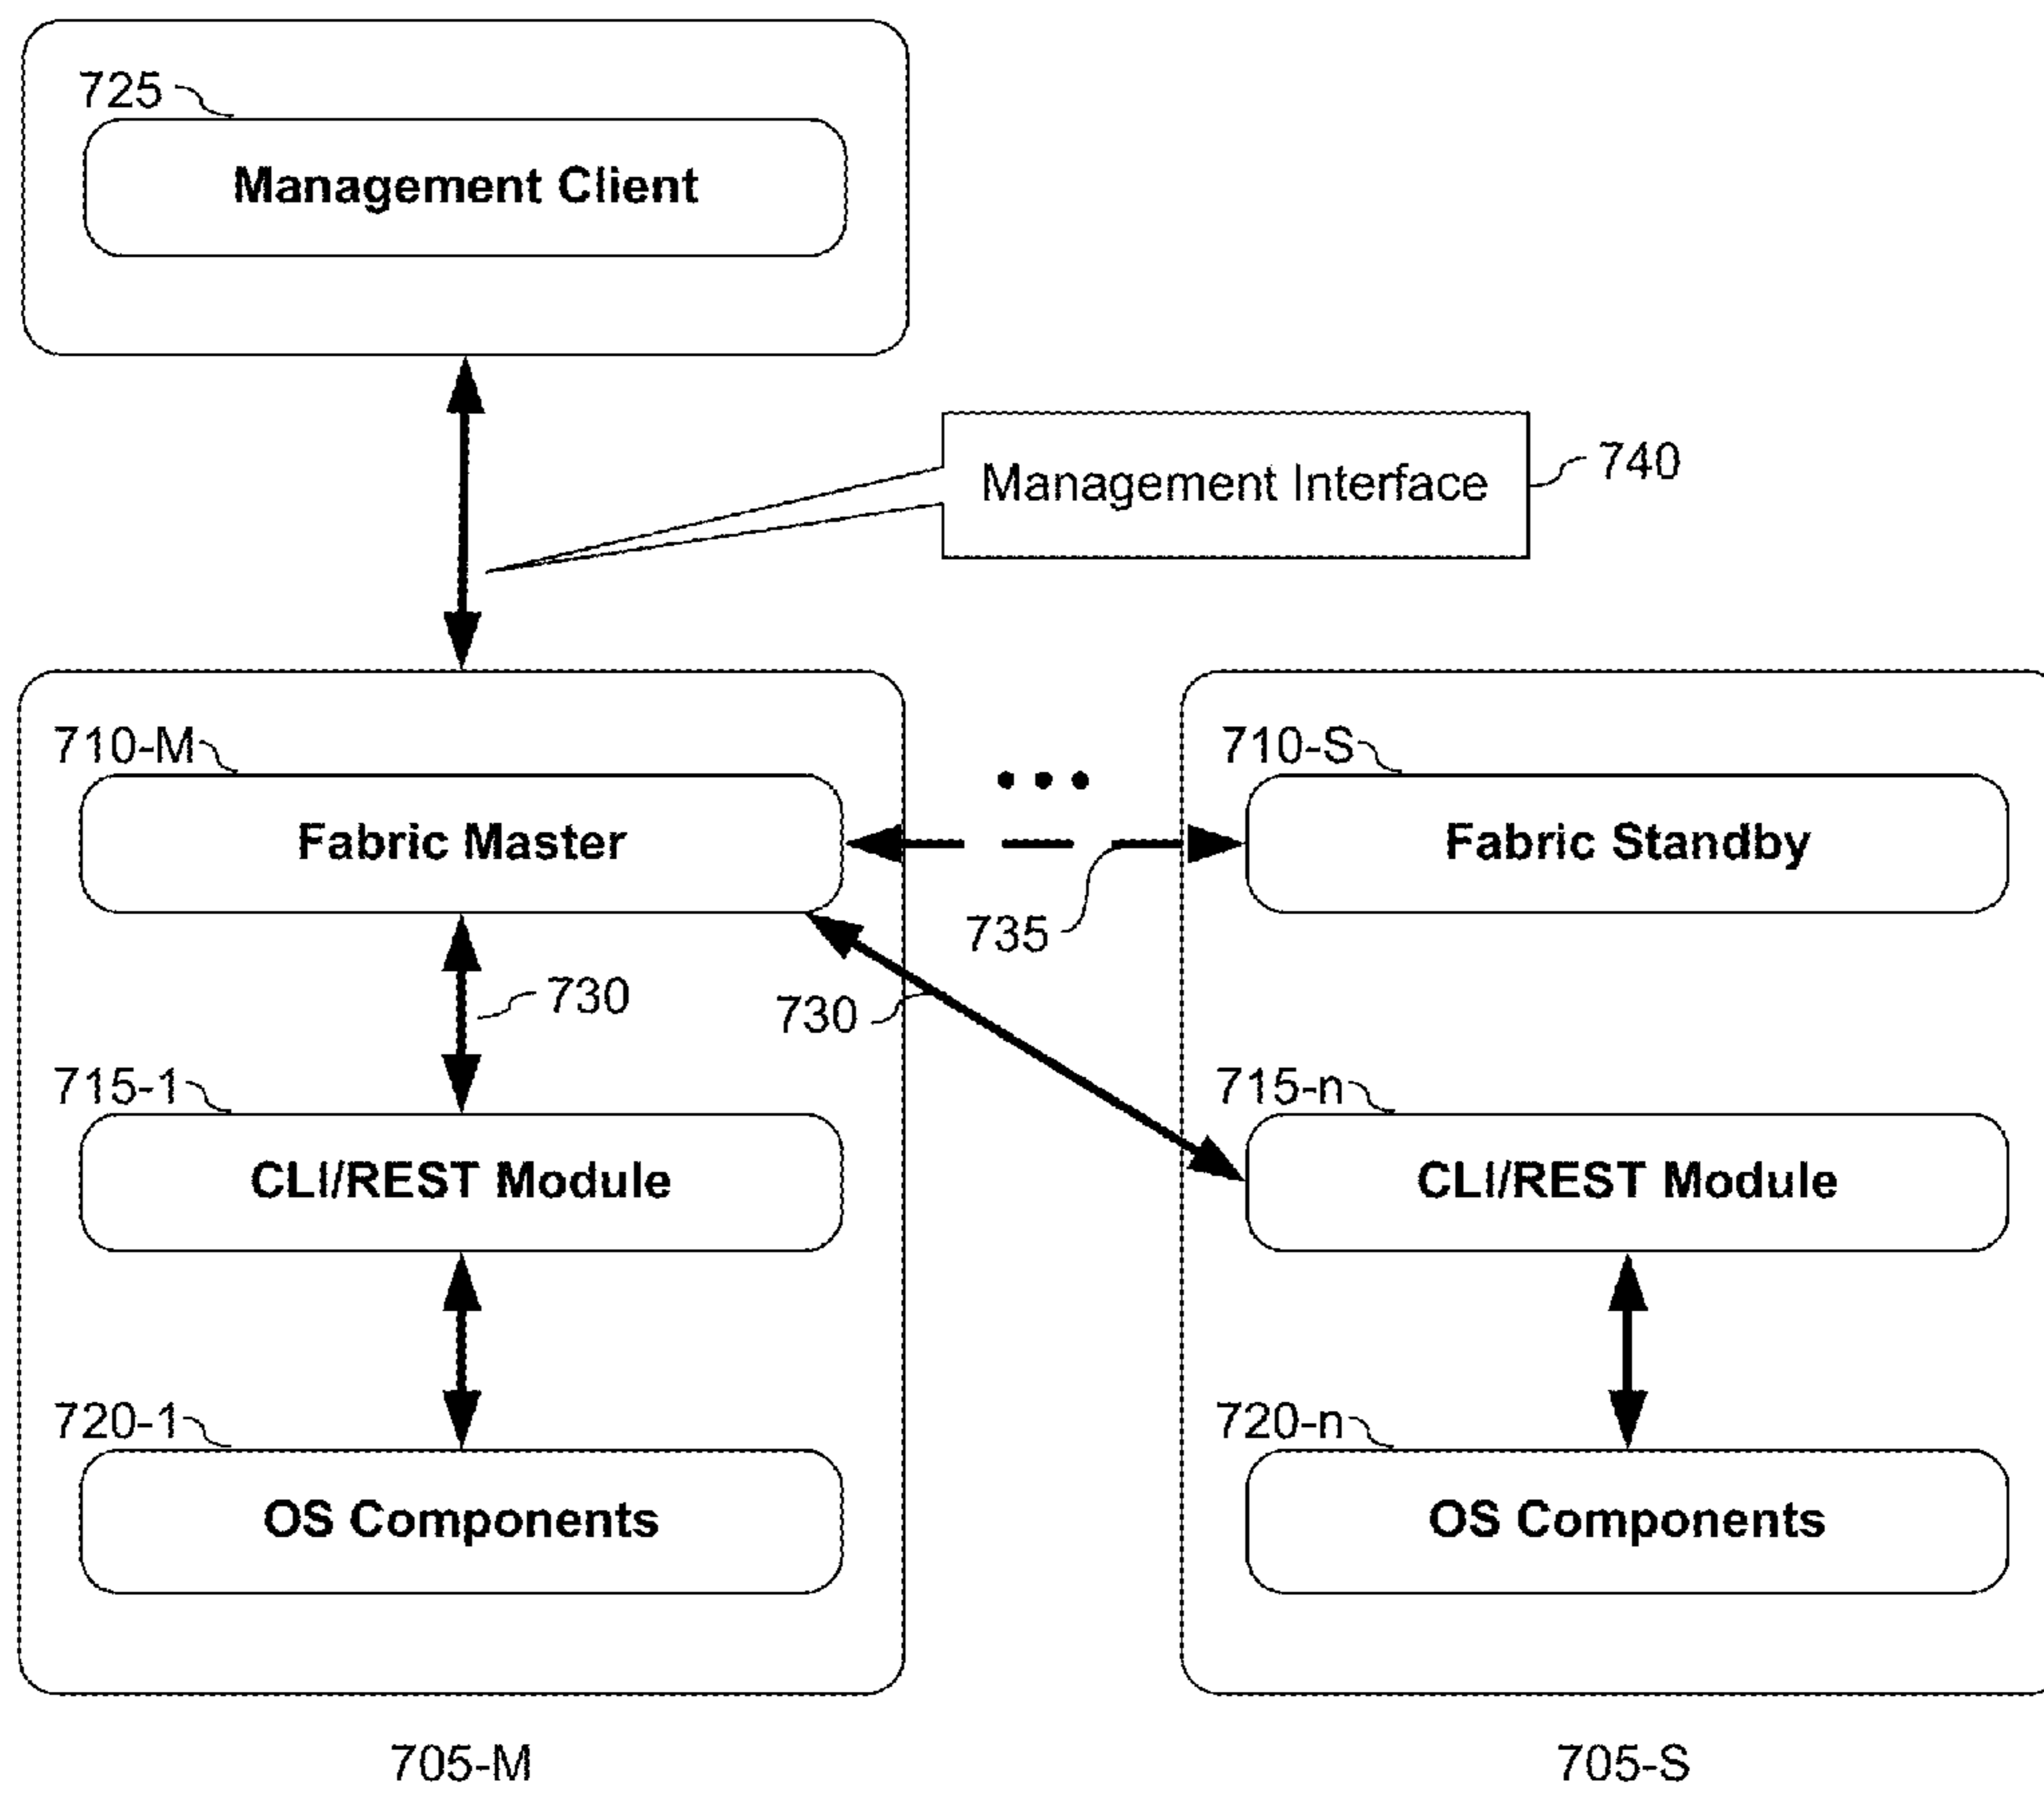 725
Management Client
Management Interface
740
710-M
710-S
Fabric Master
Fabric Standby
735
730
730
715-1
715-n
CLI/REST Module
CLI/REST Module
720-1
720-n
OS Components
OS Components
705-M
705-S